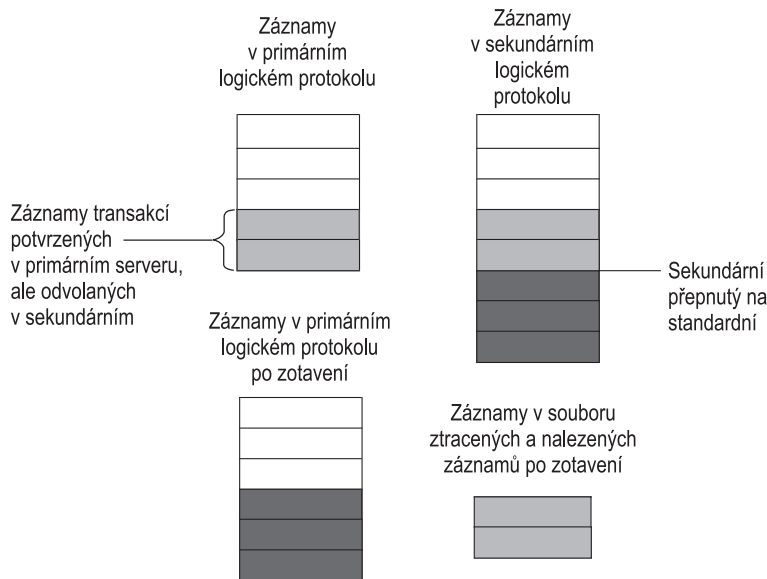 Záznamy
v primárním
logickém protokolu
Záznamy
v sekundárním
logickém
protokolu
Záznamy transakcí
potvrzených
v primárním serveru,
ale odvolaných
v sekundárním
Sekundární
přepnutý na
standardní
Záznamy v primárním
logickém protokolu
po zotavení
Záznamy v souboru
ztracených a nalezených
záznamů po zotavení